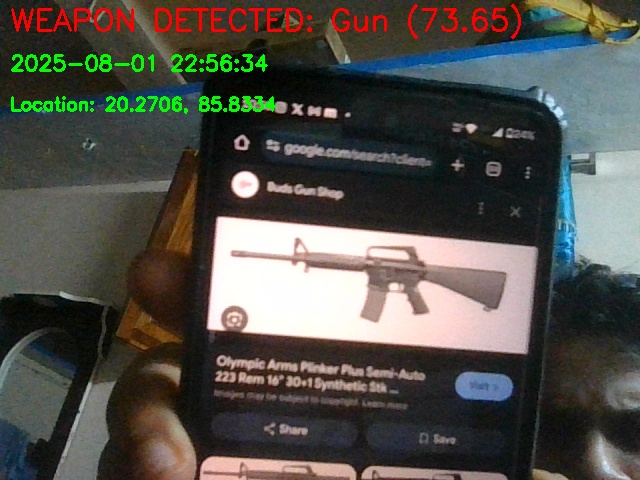 WEAPON DETECTED: Gun (73.65)
2025-08-01 22:56:34
Location: 20.2706, 85.8334
24%
google.com/search?client=
Buds Gun Shop
Olympic Arms Plinker Plus Semi-Auto
223 Rem 16" 30+1 Synthetic Stk ...
Visit >
Images may be subject to copyright. Learn more
Share
Save